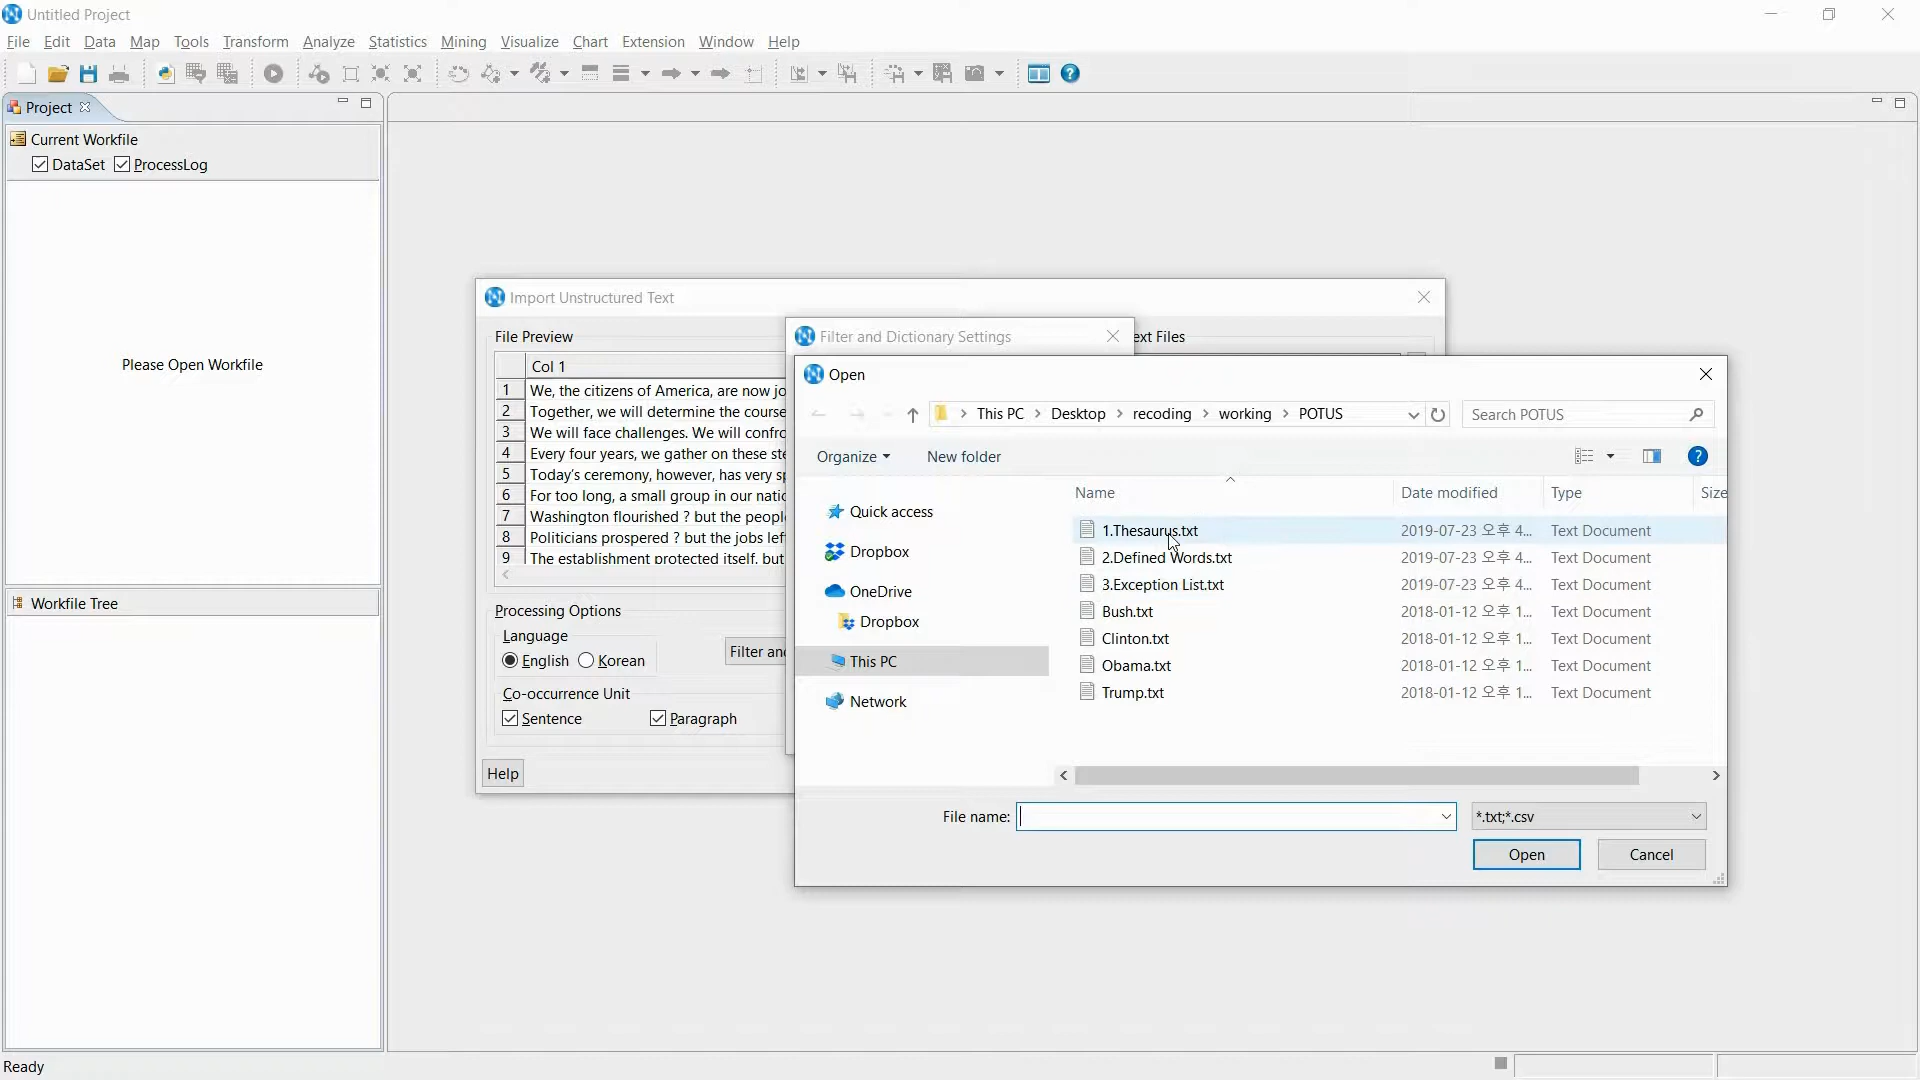 Untitled Project
File Edit Data Map Tools Transform Analyze Statistics Mining Visualize Chart Extension Window Help
Project
Current Workfile
DataSet ProcessLog
Please Open Workfile
Workfile Tree
Import Unstructured Text
File Preview
ext Files
Col 1
1 We, the citizens of America, are now jo
2 Together, we will determine the course
3 We will face challenges. We will confro
4 Every four years, we gather on these ste
5 Today's ceremony, however, has very sp
6 For too long, a small group in our natio
7 Washington flourished ? but the peopl
8 Politicians prospered ? but the jobs lef
9 The establishment protected itself, but
Processing Options
Language
English Korean
Filter and
Co-occurrence Unit
Sentence Paragraph
Help
Filter and Dictionary Settings
Open
This PC Desktop recoding working POTUS
Search POTUS
Organize New folder
Quick access
Dropbox
OneDrive
Dropbox
This PC
Network
Name Date modified Type Size
1.Thesaurus.txt 2019-07-23 오후 4... Text Document
2.Defined Words.txt 2019-07-23 오후 4... Text Document
3.Exception List.txt 2019-07-23 오후 4... Text Document
Bush.txt 2018-01-12 오후 1... Text Document
Clinton.txt 2018-01-12 오후 1... Text Document
Obama.txt 2018-01-12 오후 1... Text Document
Trump.txt 2018-01-12 오후 1... Text Document
File name:
*.txt;*.csv
Open Cancel
Ready